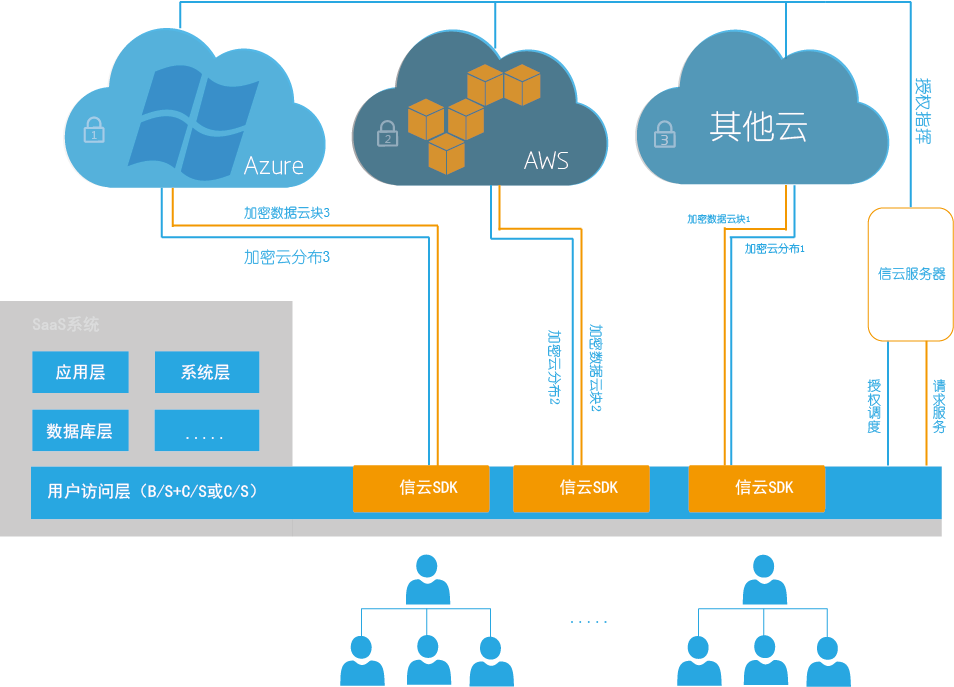 1
Azure
2
AWS
3
其他云
授权指挥
加密数据云块3
加密云分布3
加密数据云块1
加密云分布1
信云服务器
加密云分布2
加密数据云块2
授权调度
请求服务
SaaS系统
应用层
系统层
数据库层
.....
用户访问层（B/S+C/S或C/S）
信云SDK
信云SDK
信云SDK
.....